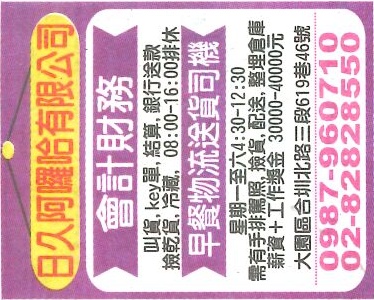 日久阿囉哈有限公司
會計財務
叫貨,key單,結算,銀行送款
撿乾貨,冷藏, 08:00-16:00排休
早餐物流送貨司機
星期一至六4:30-12:30
需有手排駕照,撿貨,配送,整理倉庫
薪資+工作獎金 30000-40000元
大園區合圳北路三段619巷46號
0987-960710
02-82828550